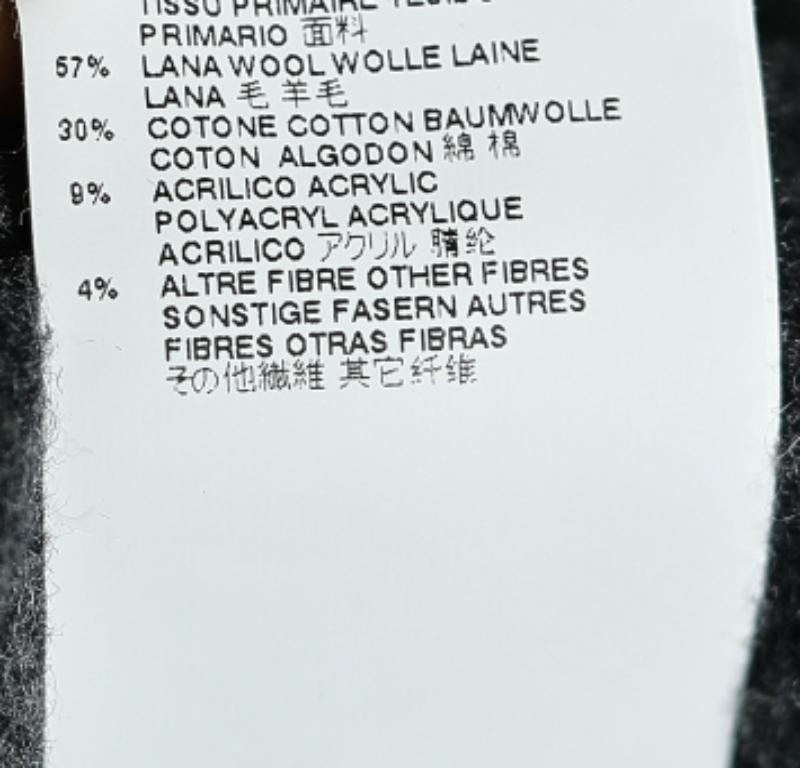 TISSU PRIMAIRE
PRIMARIO 面料
57% LANA WOOL WOLLE LAINE
LANA 毛 羊毛
30% COTONE COTTON BAUMWOLLE
COTON ALGODON 綿 棉
9% ACRILICO ACRYLIC
POLYACRYL ACRYLIQUE
ACRILICO アクリル 腈纶
4% ALTRE FIBRE OTHER FIBRES
SONSTIGE FASERN AUTRES
FIBRES OTRAS FIBRAS
その他繊維 其它纤维